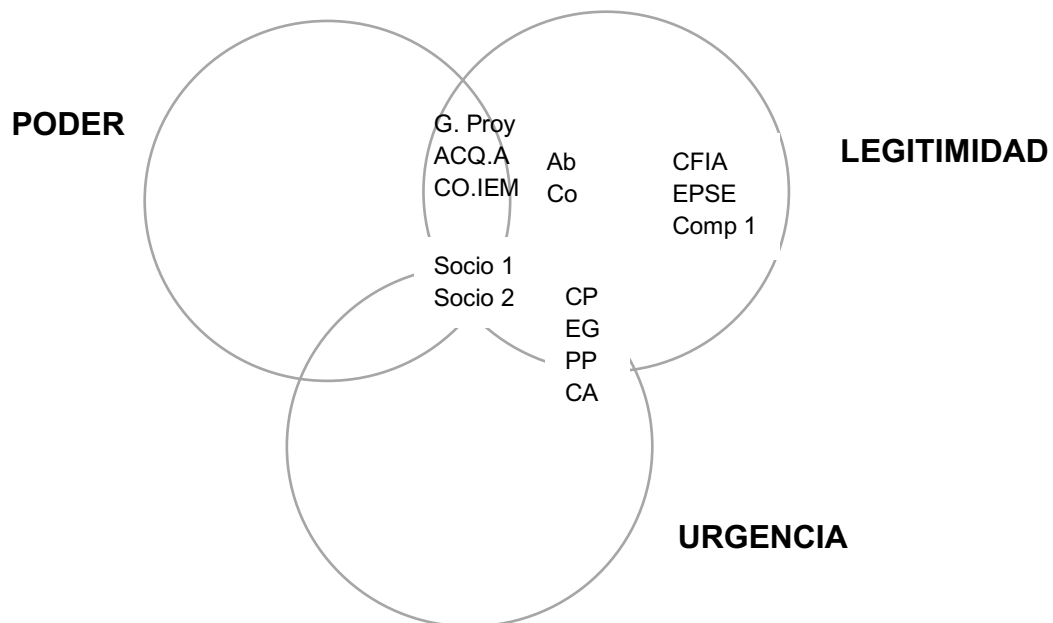 PODER
G. Proy
ACQ.A
CO.IEM
Ab
Co
CFIA
EPSE
Comp 1
LEGITIMIDAD
Socio 1
Socio 2
CP
EG
PP
CA
URGENCIA